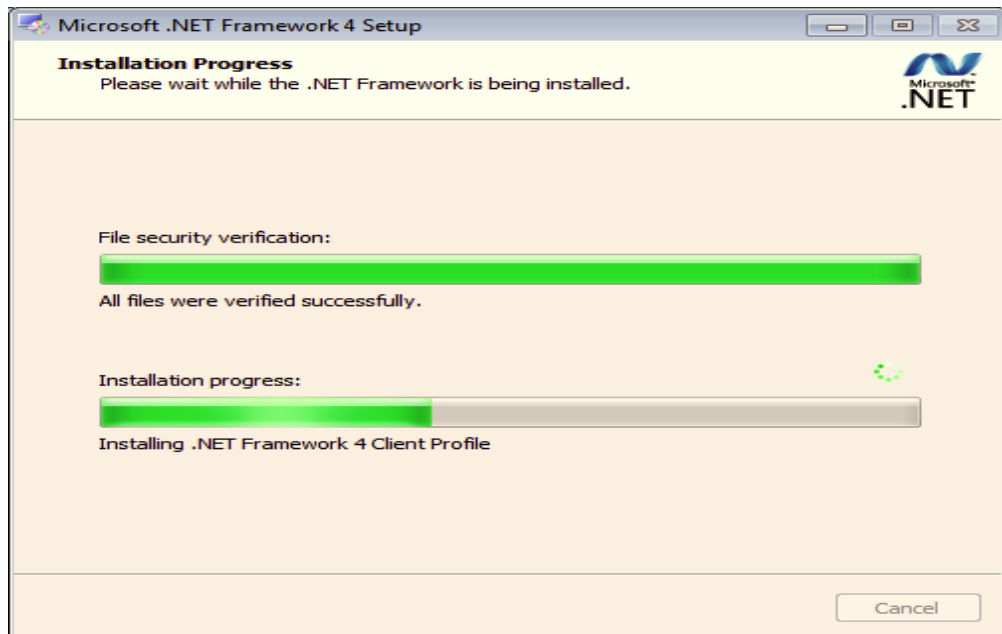 Microsoft .NET Framework 4 Setup
Installation Progress
Please wait while the .NET Framework is being installed.
Microsoft
.NET
File security verification:
All files were verified successfully.
Installation progress:
Installing .NET Framework 4 Client Profile
Cancel